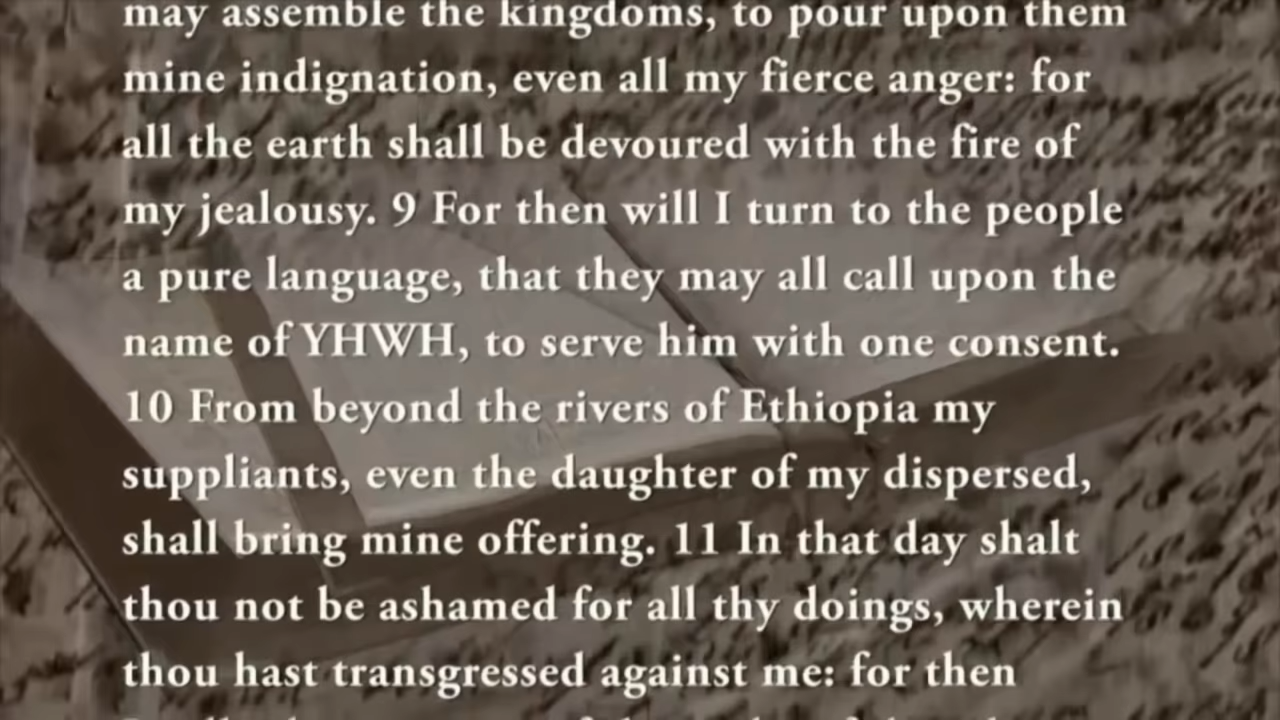 may assemble the kingdoms, to pour upon them
mine indignation, even all my fierce anger: for
all the earth shall be devoured with the fire of
my jealousy. 9 For then will I turn to the people
a pure language, that they may all call upon the
name of YHWH, to serve him with one consent.
10 From beyond the rivers of Ethiopia my
suppliants, even the daughter of my dispersed,
shall bring mine offering. 11 In that day shalt
thou not be ashamed for all thy doings, wherein
thou hast transgressed against me: for then